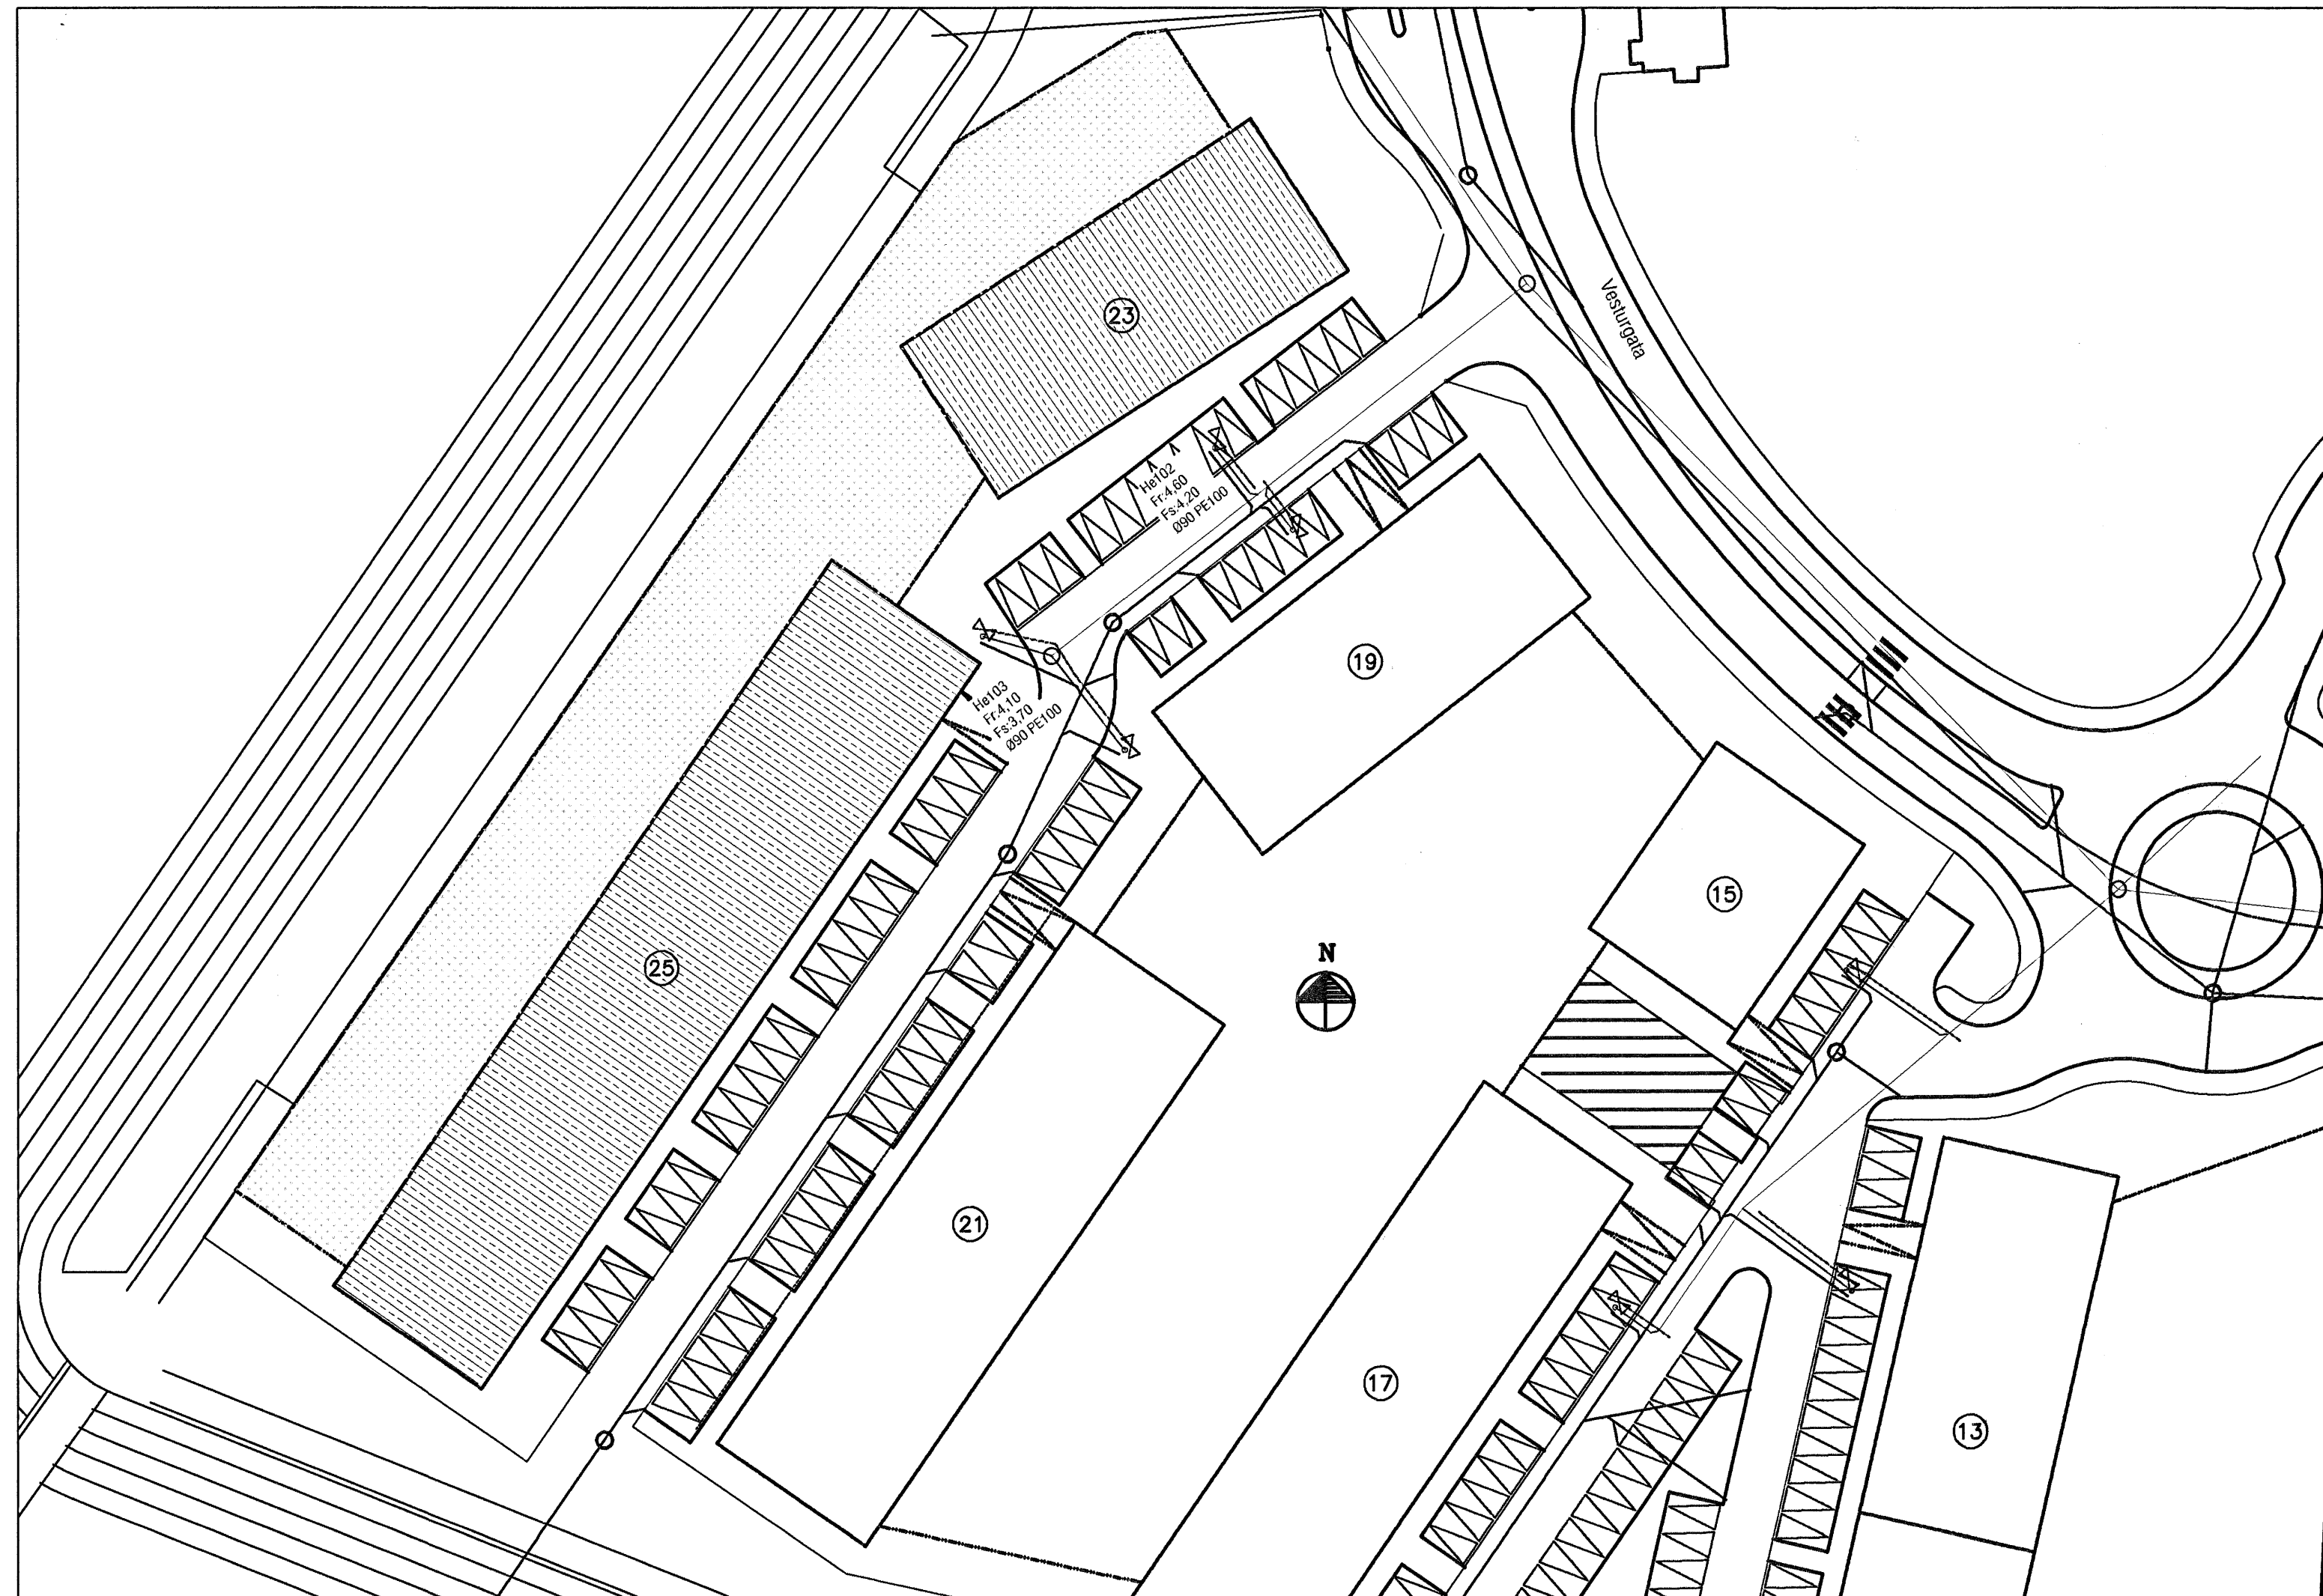 23
Vesturgata
He102
Fr:4,60
Fs:4,20
Ø90 PE100
19
He103
Fr:4,10
Fs:3,70
Ø90 PE100
15
N
25
21
17
13